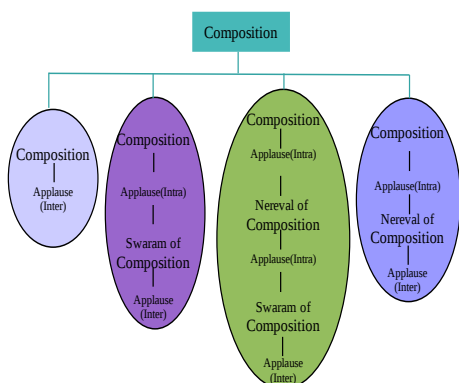 Composition
Composition
Applause
(Inter)
Composition
Applause(Intra)
Swaram of
Composition
Applause
(Inter)
Composition
Applause(Intra)
Nereval of
Composition
Applause(Intra)
Swaram of
Composition
Applause
(Inter)
Composition
Applause(Intra)
Nereval of
Composition
Applause
(Inter)